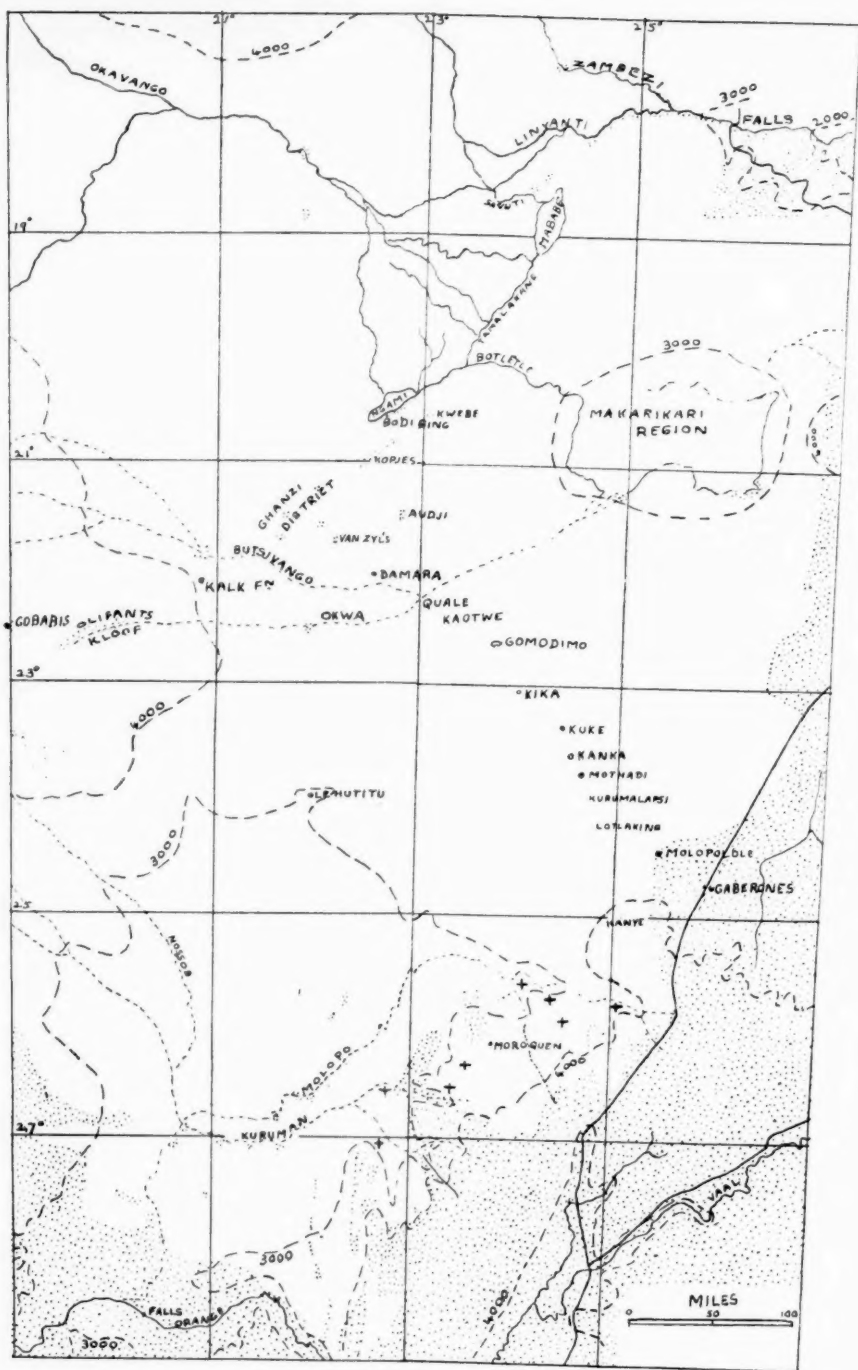 21°
23°
25°
4000
OKAVANGO
ZAMBEZI
3000
FALLS
2000
LINYANTI
19°
MABABE
BOTLETLE
3000
NGAMI
BODIBING
KWEBE
MAKARIKARI
REGION
21°
KOPJES
GHANZI
DISTRICT
AUDJI
VAN ZYL'S
BUTSIVANGO
KALK FN
DAMARA
GOBABIS
OLIFANTS
KLOOF
OKWA
QUALE
KAOTWE
GOMODIMO
23°
KIKA
4000
KUKE
KANKA
MOTHADI
LEHUTITU
KURUMALAPSI
3000
LOTLAKING
MOLOPOLOLE
GABERONES
25
KANYE
NOSSOB
MOROQUEN
4000
MOLOPO
27°
KURUMAN
VAAL
3000
4000
MILES
0 50 100
FALLS
ORANGE
3000